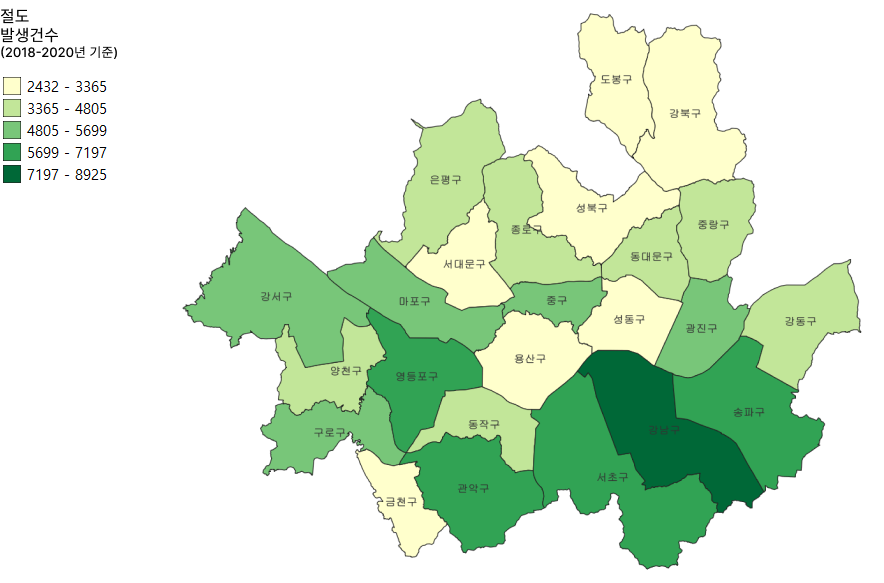 절도
발생건수
(2018-2020년 기준)
2432 - 3365
3365 - 4805
4805 - 5699
5699 - 7197
7197 - 8925
도봉구
강북구
은평구
성북구
종로구
중랑구
동대문구
서대문구
강서구
마포구
중구
성동구
광진구
강동구
용산구
양천구
영등포구
송파구
동작구
강남구
구로구
서초구
관악구
금천구